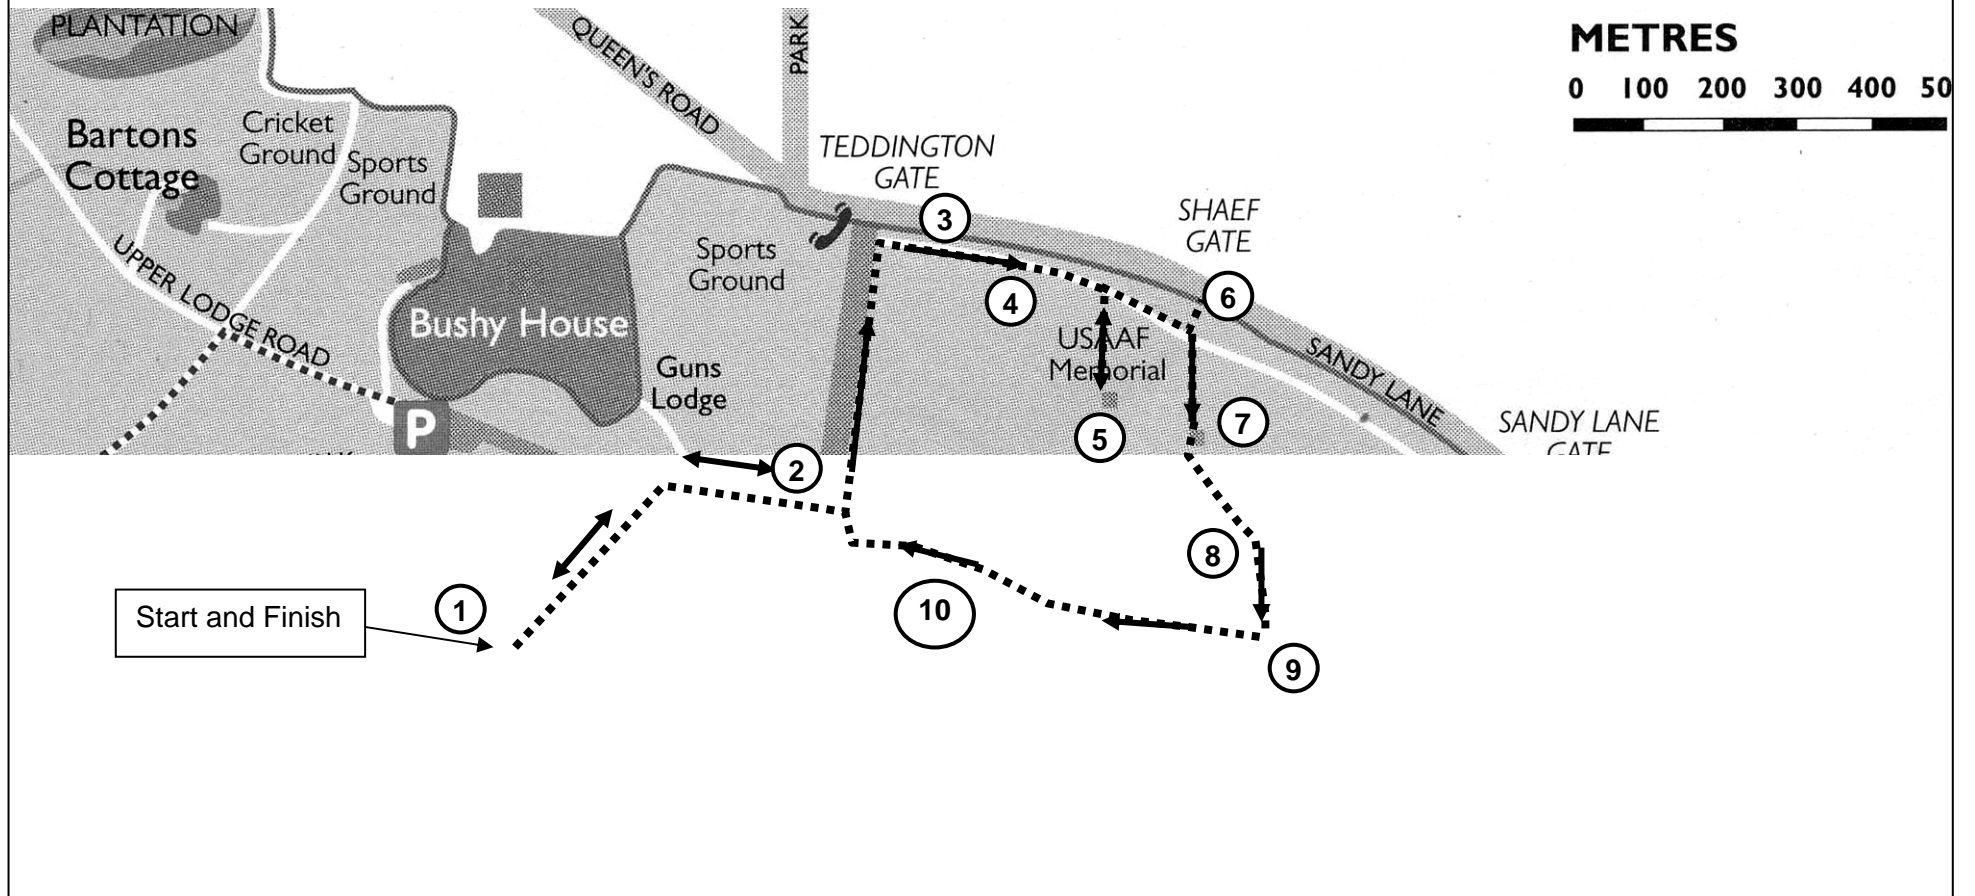 PLANTATION
QUEEN'S ROAD
PARK
METRES
0 100 200 300 400 50
Bartons
Cottage
Cricket
Ground
Sports
Ground
TEDDINGTON
GATE
3
SHAEF
GATE
Sports
Ground
UPPER LODGE ROAD
Bushy House
4
6
USAAF
Memorial
SANDY LANE
Guns
Lodge
P
5
7
SANDY LANE
GATE
2
8
Start and Finish
1
10
9